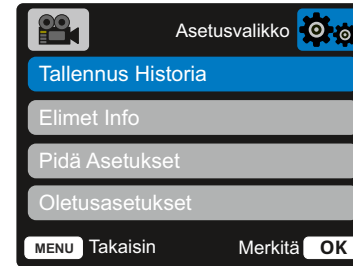 Asetusvalikko
Tallennus Historia
Elimet Info
Pidä Asetukset
Oletusasetukset
MENU Takaisin Merkitä OK